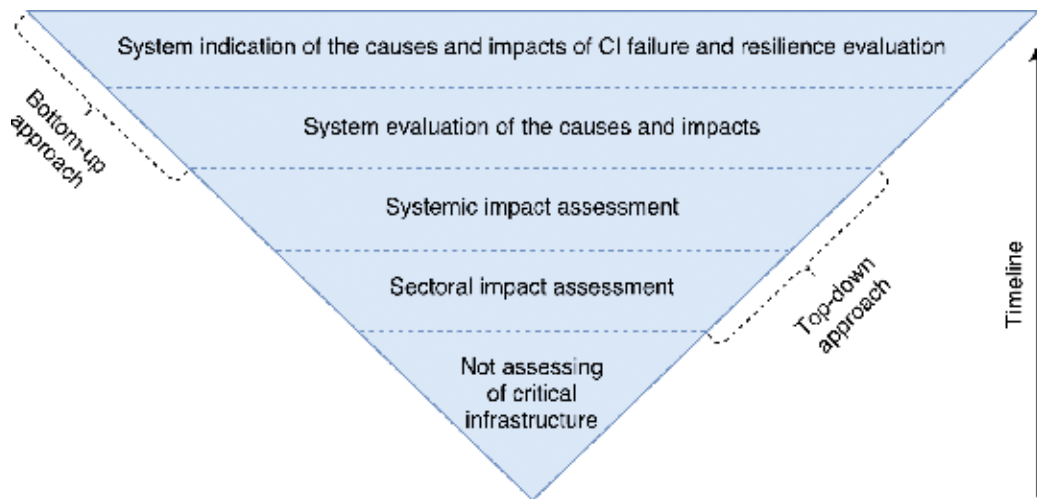 System indication of the causes and impacts of CI failure and resilience evaluation
System evaluation of the causes and impacts
Bottom-up
approach
Systemic impact assessment
Sectoral impact assessment
Top-down
approach
Timeline
Not assessing
of critical
infrastructure